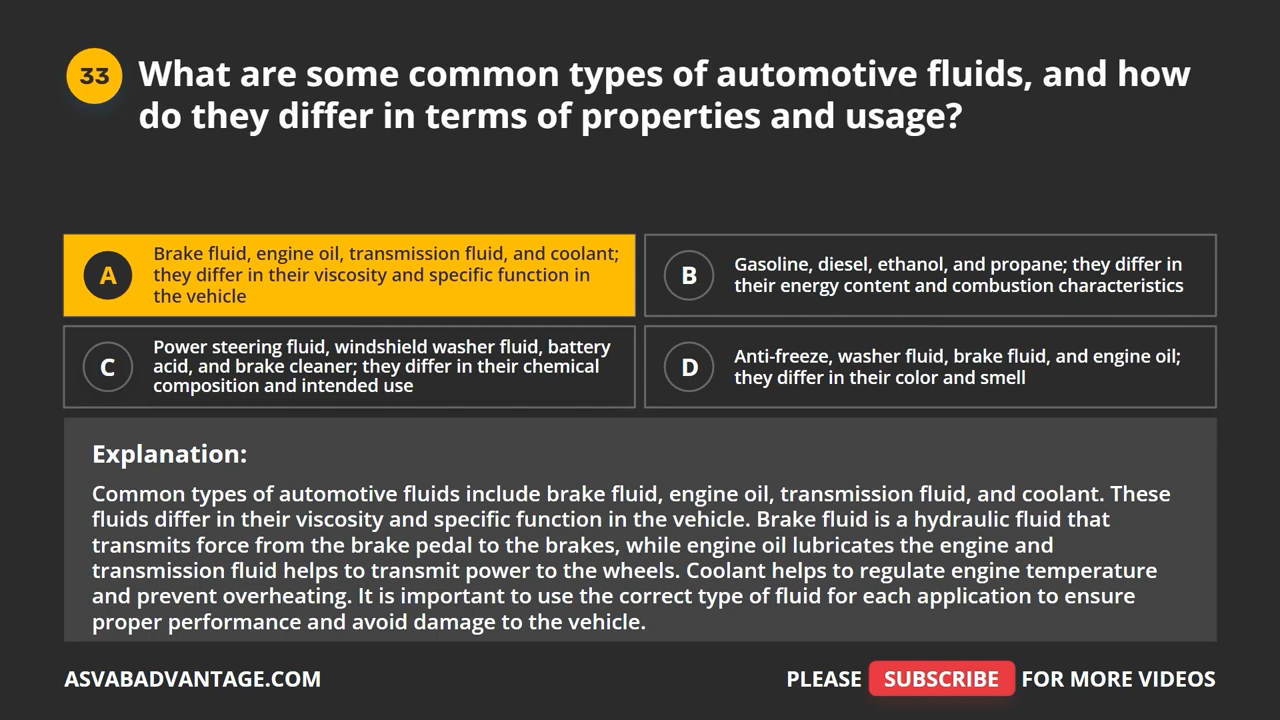 33
What are some common types of automotive fluids, and how
do they differ in terms of properties and usage?
A
Brake fluid, engine oil, transmission fluid, and coolant;
they differ in their viscosity and specific function in
the vehicle
B
Gasoline, diesel, ethanol, and propane; they differ in
their energy content and combustion characteristics
C
Power steering fluid, windshield washer fluid, battery
acid, and brake cleaner; they differ in their chemical
composition and intended use
D
Anti-freeze, washer fluid, brake fluid, and engine oil;
they differ in their color and smell
Explanation:
Common types of automotive fluids include brake fluid, engine oil, transmission fluid, and coolant. These
fluids differ in their viscosity and specific function in the vehicle. Brake fluid is a hydraulic fluid that
transmits force from the brake pedal to the brakes, while engine oil lubricates the engine and
transmission fluid helps to transmit power to the wheels. Coolant helps to regulate engine temperature
and prevent overheating. It is important to use the correct type of fluid for each application to ensure
proper performance and avoid damage to the vehicle.
ASVABADVANTAGE.COM
PLEASE SUBSCRIBE FOR MORE VIDEOS